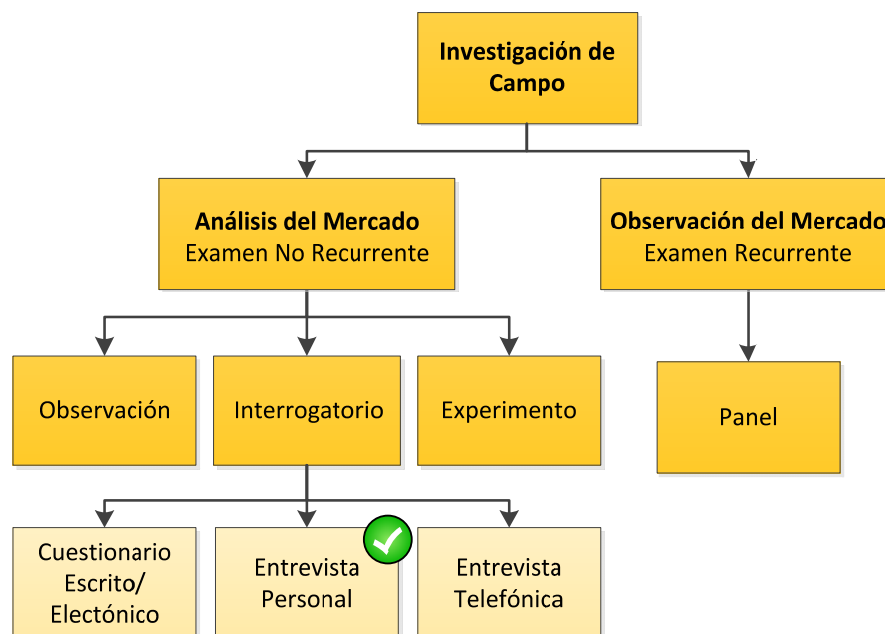 Investigación de
Campo
Análisis del Mercado
Examen No Recurrente
Observación del Mercado
Examen Recurrente
Observación
Interrogatorio
Experimento
Panel
Cuestionario
Escrito/
Electónico
Entrevista
Personal
Entrevista
Telefónica